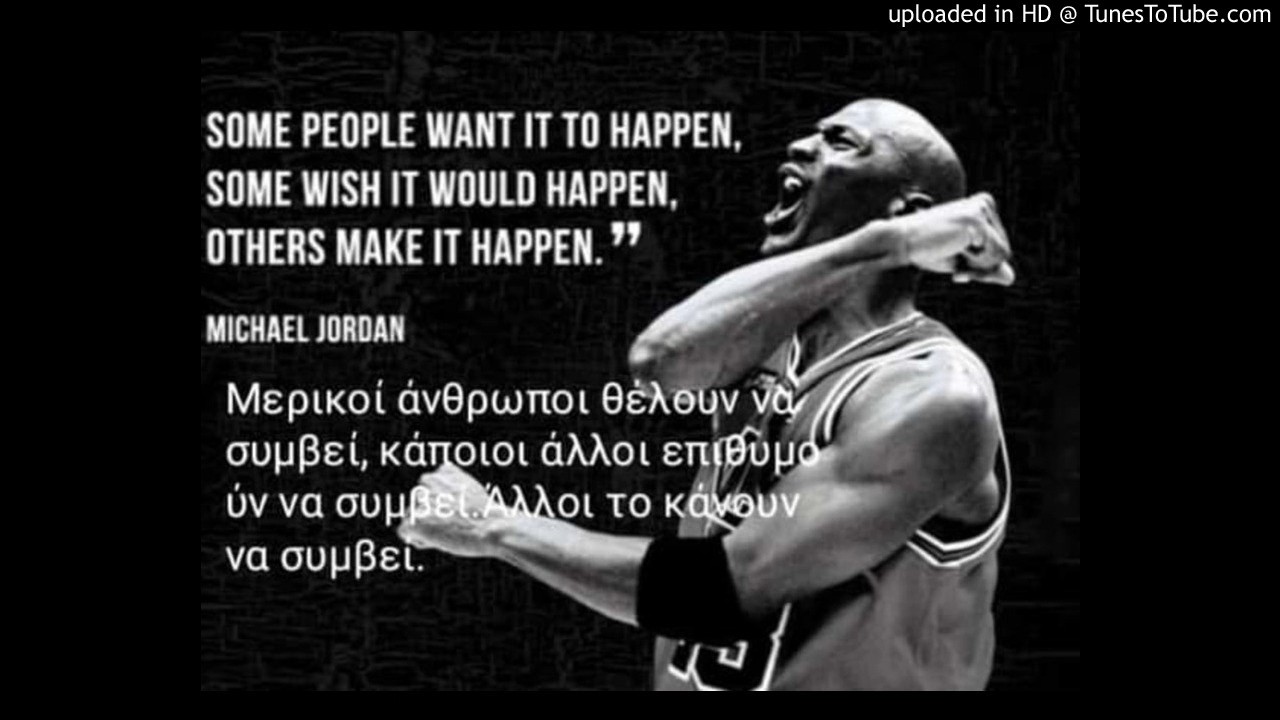 uploaded in HD @ TunesToTube.com
SOME PEOPLE WANT IT TO HAPPEN,
SOME WISH IT WOULD HAPPEN,
OTHERS MAKE IT HAPPEN.”
MICHAEL JORDAN
Μερικοί άνθρωποι θέλουν να
συμβεί, κάποιοι άλλοι επιθυμο
ύν να συμβεί.Άλλοι το κάνουν
να συμβεί.